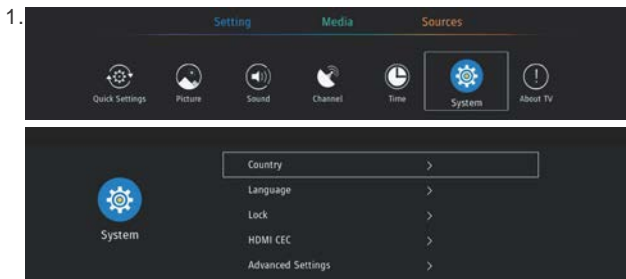 1.
Setting Media Sources
Quick Settings Picture Sound Channel Time System About TV
Country >
Language >
Lock >
System
HDMI CEC >
Advanced Settings >